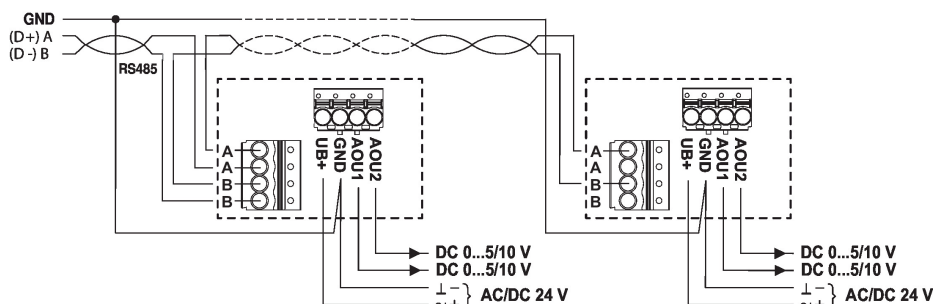 GND
(D+) A
(D -) B
RS485
A
A
B
B
UB+
GND
AOU1
AOU2
DC 0...5/10 V
DC 0...5/10 V
⊥ −
AC/DC 24 V
A
A
B
B
UB+
GND
AOU1
AOU2
DC 0...5/10 V
DC 0...5/10 V
⊥ −
AC/DC 24 V